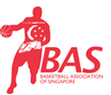 BAS
BASKETBALL ASSOCIATION
OF SINGAPORE